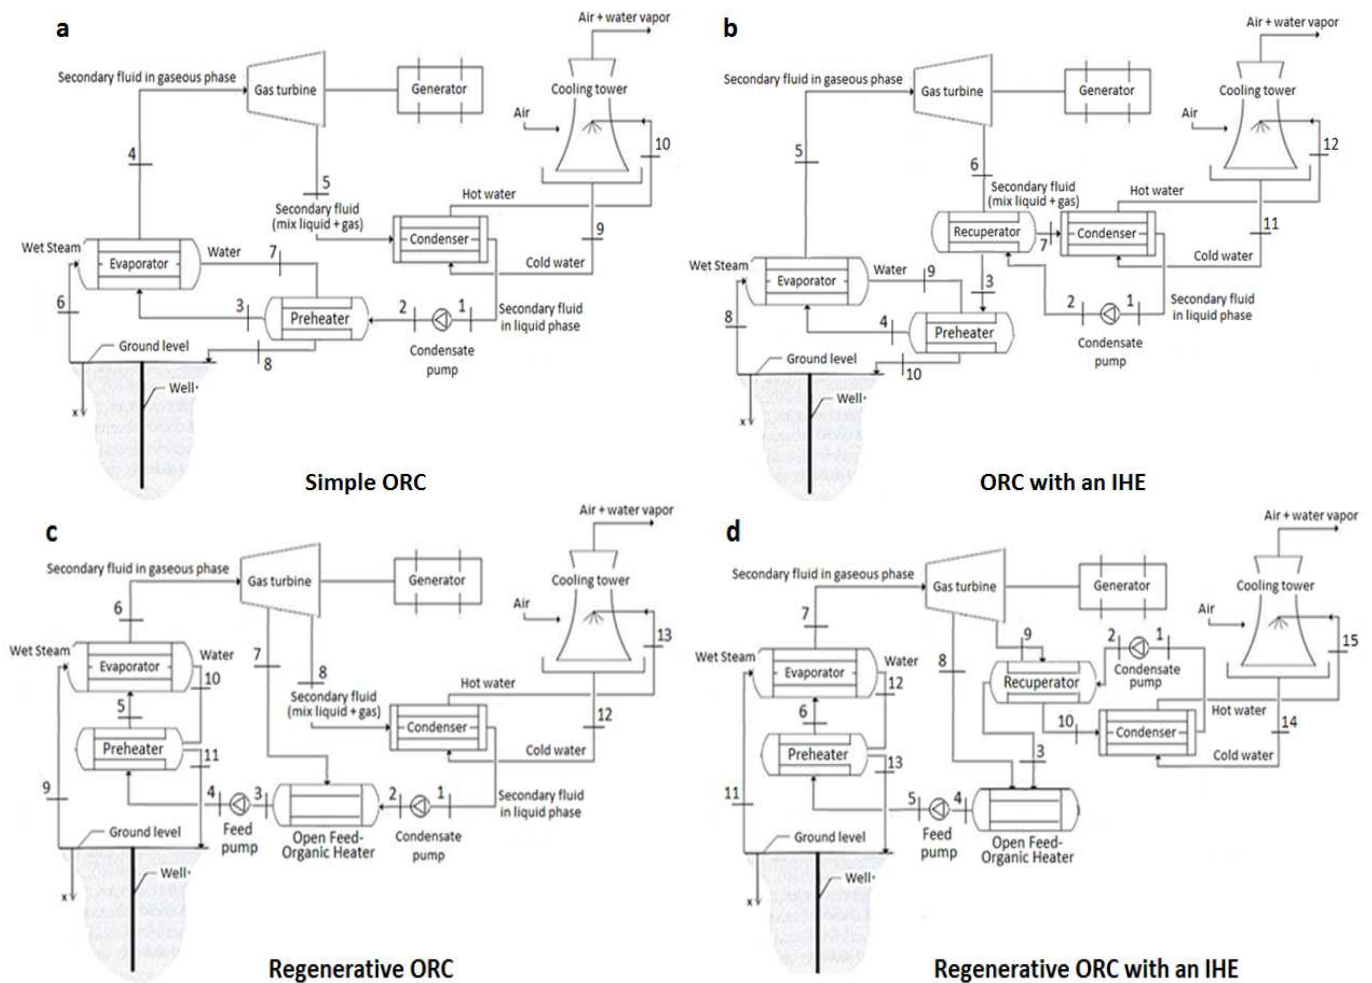 a
Air + water vapor
Secondary fluid in gaseous phase
Gas turbine
Generator
Cooling tower
Air
4
10
5
Hot water
Secondary fluid
(mix liquid + gas)
Condenser
9
Wet Steam
Evaporator
Water
7
Cold water
6
3
2
1
Secondary fluid
in liquid phase
Preheater
Ground level
8
Condensate
pump
Well
x
Simple ORC
b
Air + water vapor
Secondary fluid in gaseous phase
Gas turbine
Generator
Cooling tower
Air
5
12
6
Secondary fluid
(mix liquid + gas)
Hot water
Recuperator
7
Condenser
11
Wet Steam
Evaporator
Water
9
Cold water
3
8
4
2
1
Secondary fluid
in liquid phase
Preheater
Ground level
10
Condensate
pump
Well
x
ORC with an IHE
c
Air + water vapor
Secondary fluid in gaseous phase
Gas turbine
Generator
Cooling tower
Air
6
13
Wet Steam
Evaporator
Water
7
8
10
Hot water
Secondary fluid
(mix liquid + gas)
Condenser
12
5
Preheater
11
Cold water
9
4
3
2
1
Secondary fluid
in liquid phase
Ground level
Feed
pump
Open Feed-
Organic Heater
Condensate
pump
Well
x
Regenerative ORC
d
Air + water vapor
Secondary fluid in gaseous phase
Gas turbine
Generator
Cooling tower
Air
7
9
2
1
15
Wet Steam
Evaporator
Water
8
Recuperator
Condensate
pump
12
Hot water
6
10
Condenser
14
Preheater
13
3
Cold water
11
5
4
Ground level
Feed
pump
Open Feed-
Organic Heater
Well
x
Regenerative ORC with an IHE